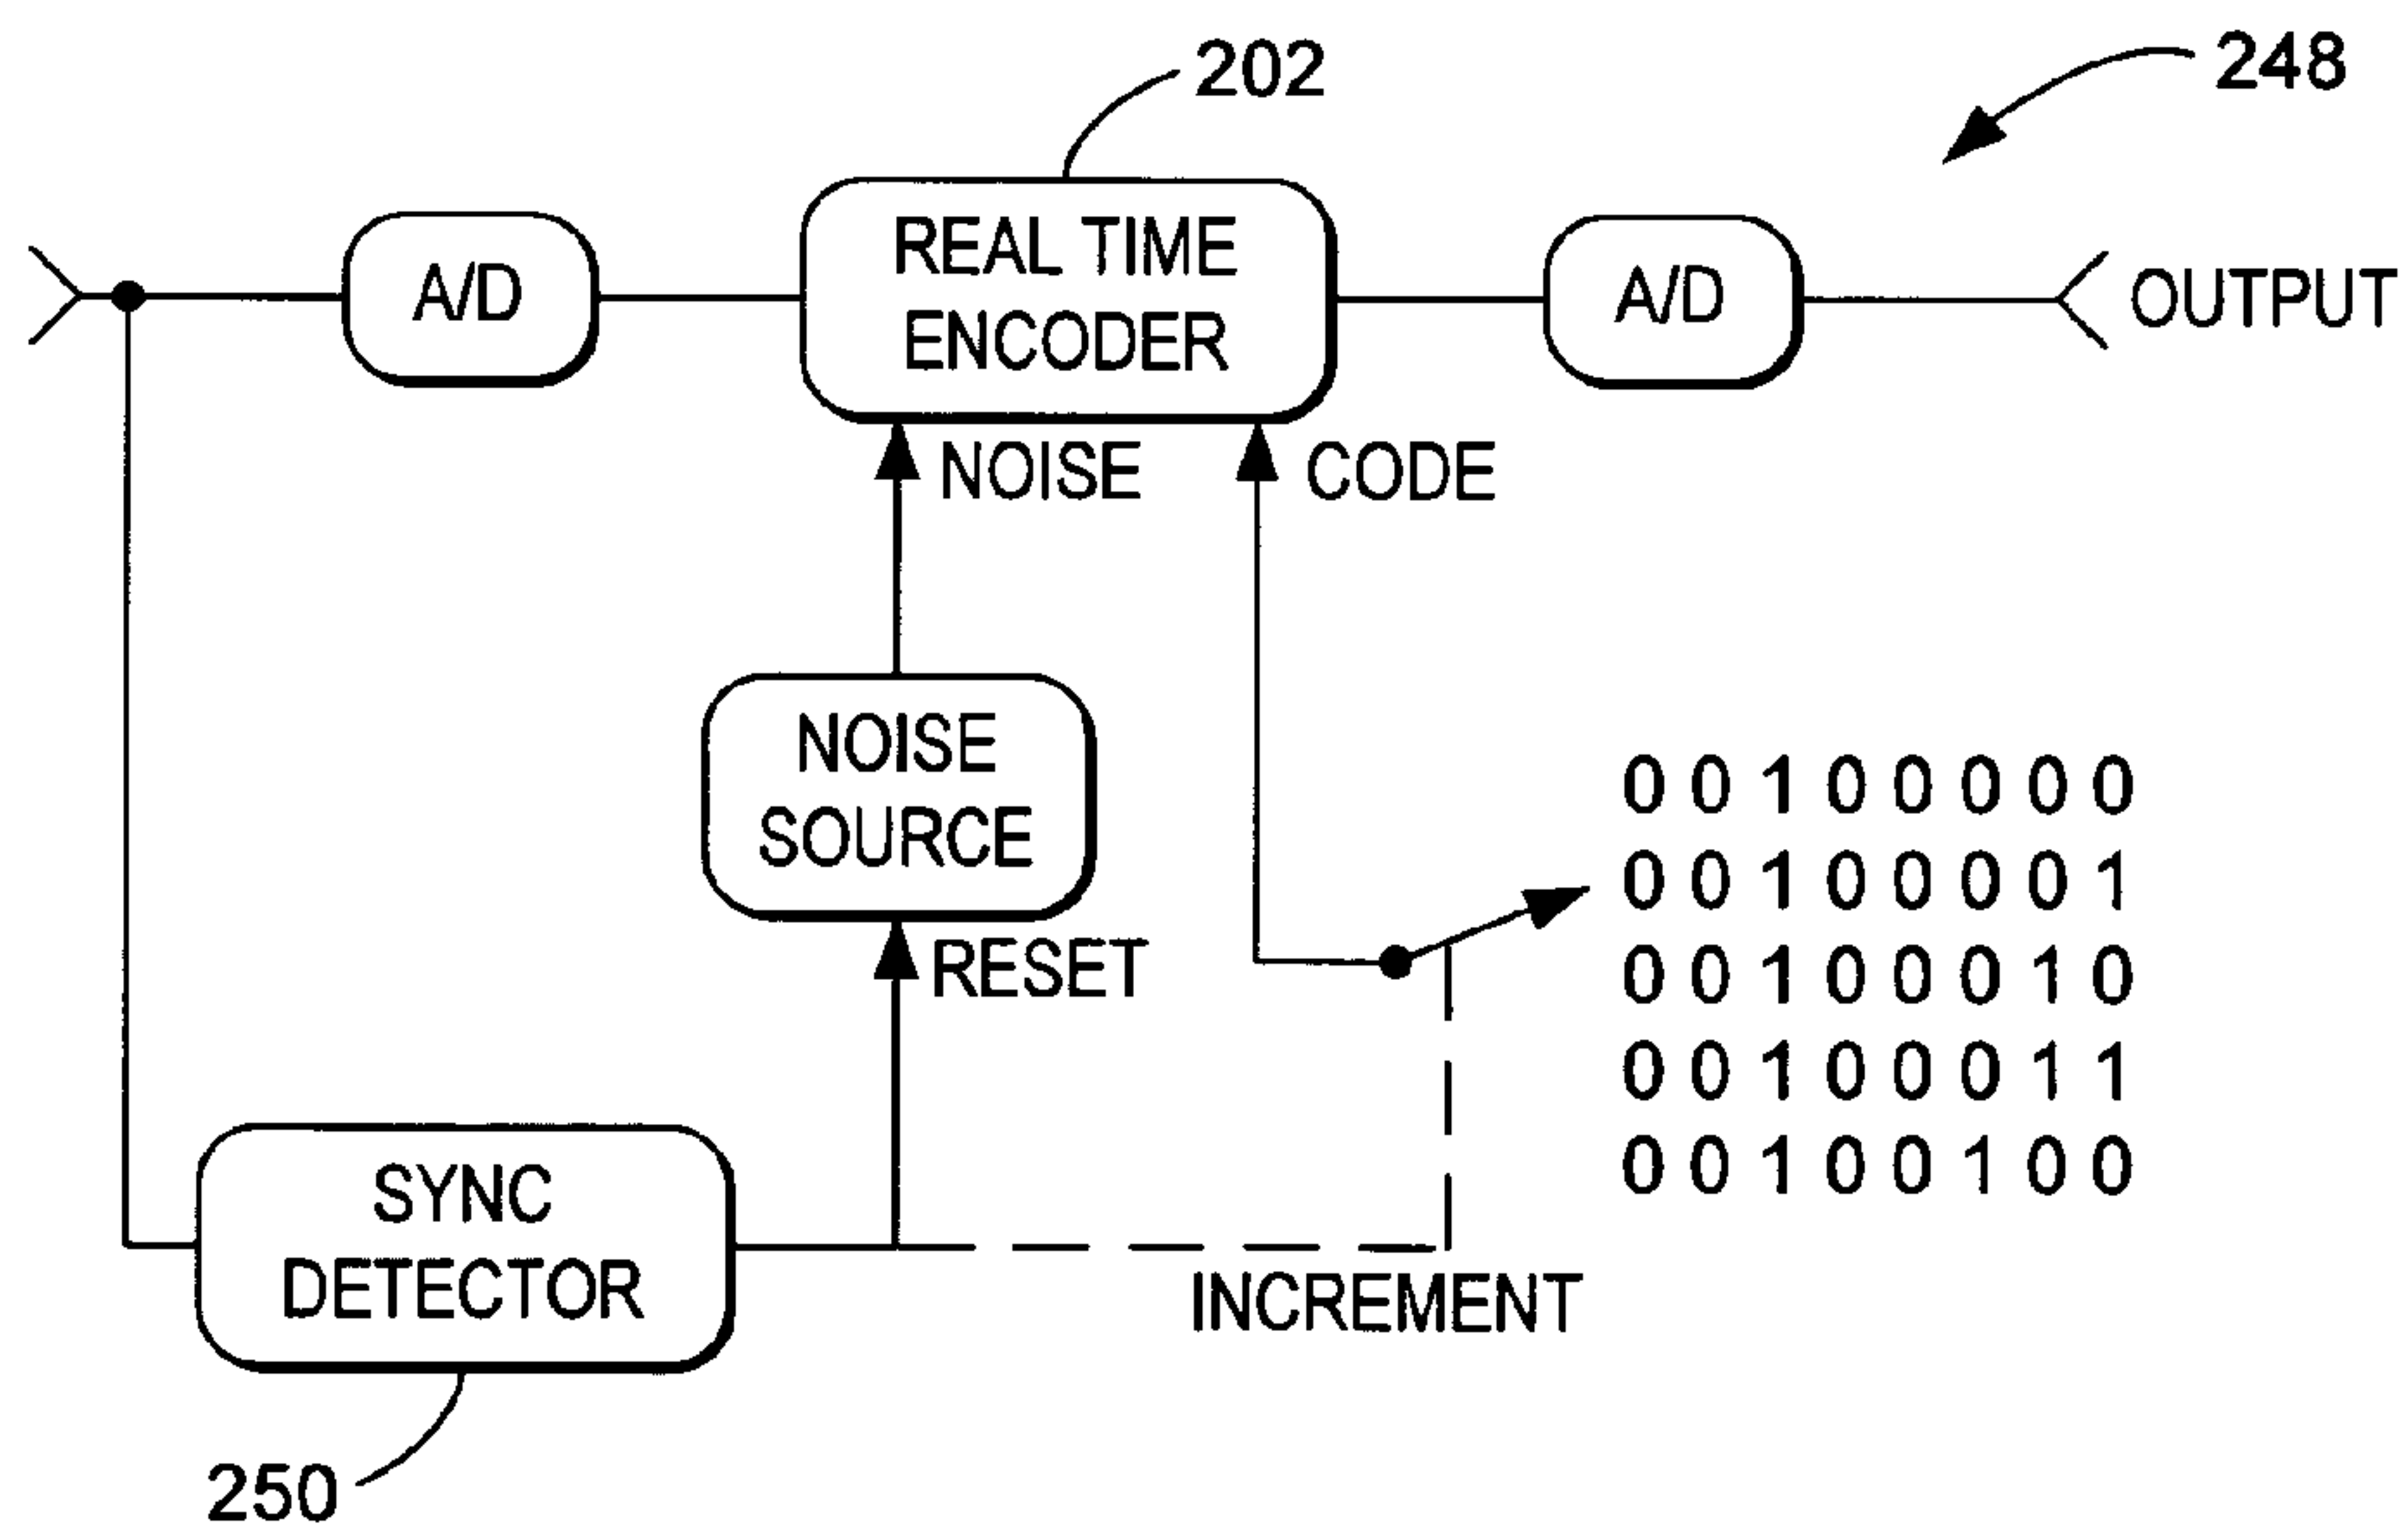 202
248
A/D
REAL TIME
ENCODER
A/D
OUTPUT
NOISE
CODE
NOISE
SOURCE
RESET
0 0 1 0 0 0 0 0
0 0 1 0 0 0 0 1
0 0 1 0 0 0 1 0
0 0 1 0 0 0 1 1
0 0 1 0 0 1 0 0
SYNC
DETECTOR
INCREMENT
250